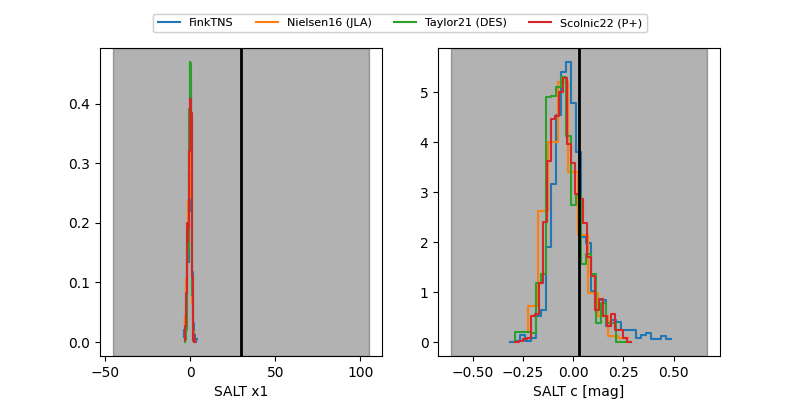 FinkTNS Nielsen16 (JLA) Taylor21 (DES) Scolnic22 (P+)
0.4
0.3
0.2
0.1
0.0
−50 0 50 100
SALT x1
5
4
3
2
1
0
−0.50 −0.25 0.00 0.25 0.50
SALT c [mag]